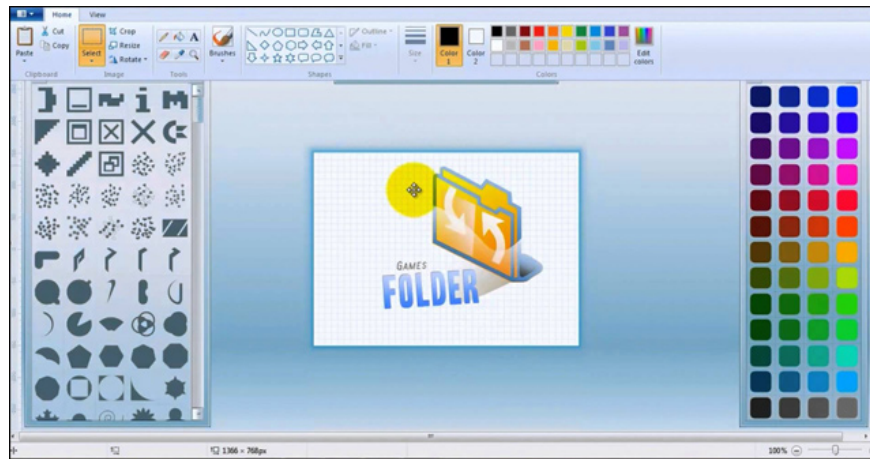 Home View
Cut
Copy
Paste
Clipboard
Crop
Resize
Rotate
Select
Image
A
Tools
Brushes
Outline
Fill
Shapes
Size
Color 1
Color 2
Edit colors
Colors
GAMES
FOLDER
1366 × 768px
100%